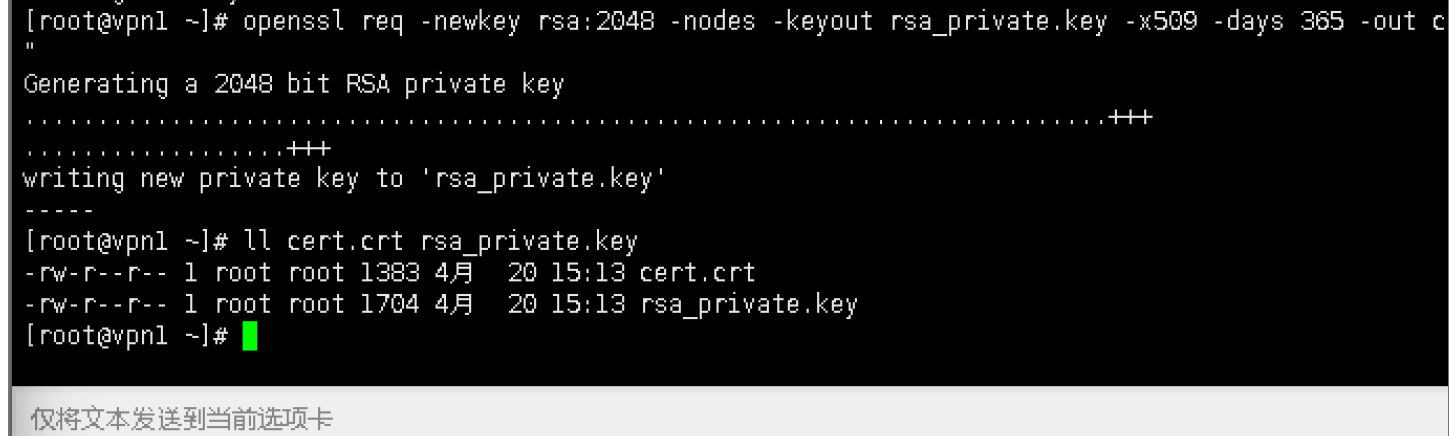 [root@vpn1 ~]# openssl req -newkey rsa:2048 -nodes -keyout rsa_private.key -x509 -days 365 -out c
"
Generating a 2048 bit RSA private key
..........................................................................+++
..................+++
writing new private key to 'rsa_private.key'
-----
[root@vpn1 ~]# ll cert.crt rsa_private.key
-rw-r--r-- 1 root root 1383 4月  20 15:13 cert.crt
-rw-r--r-- 1 root root 1704 4月  20 15:13 rsa_private.key
[root@vpn1 ~]#
仅将文本发送到当前选项卡